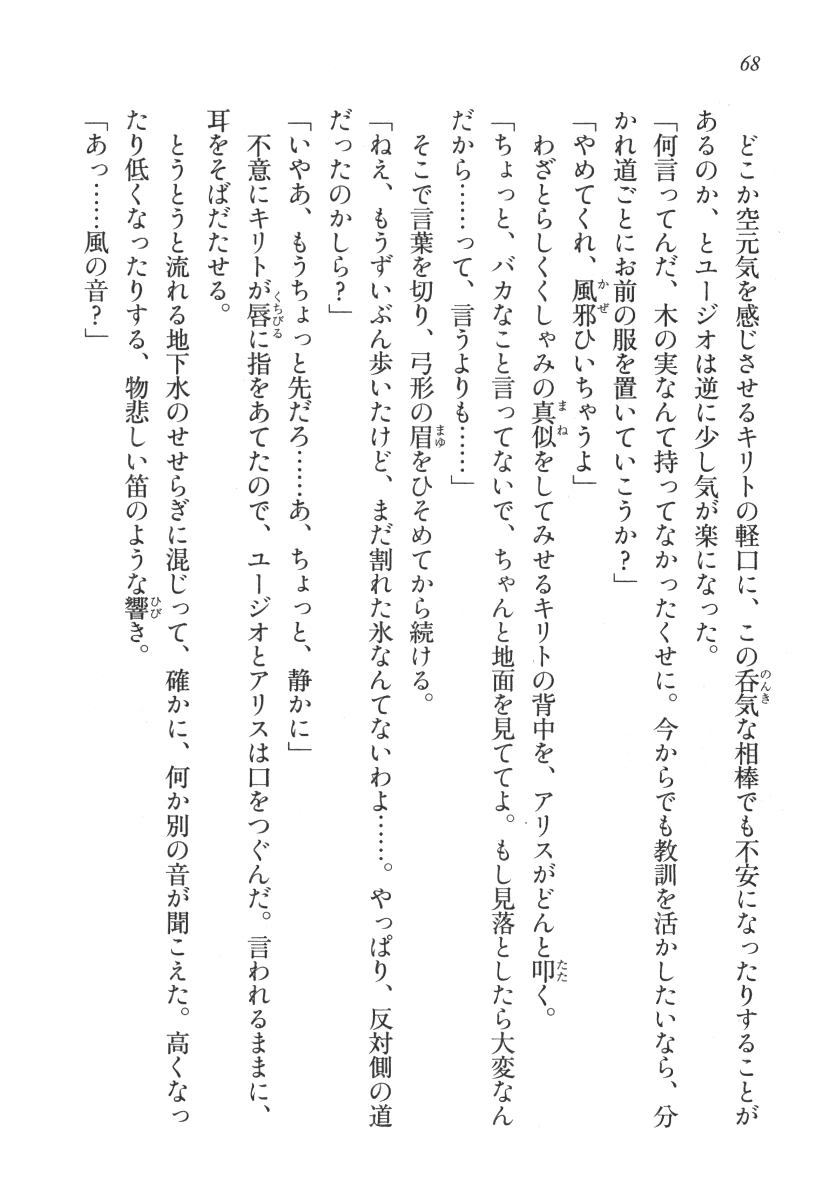 68
どこか空元気を感じさせるキリトの軽口に、この呑気な相棒でも不安になったりすることが
あるのか、とユージオは逆に少し気が楽になった。
「何言ってんだ、木の実なんて持ってなかったくせに。今からでも教訓を活かしたいなら、分
かれ道ごとにお前の服を置いていこうか?」
「やめてくれ、風邪ひいちゃうよ」
わざとらしくくしゃみの真似をしてみせるキリトの背中を、アリスがどんと叩く。
「ちょっと、バカなこと言ってないで、ちゃんと地面を見ててよ。もし見落としたら大変なん
だから……って、言うよりも……」
そこで言葉を切り、弓形の眉をひそめてから続ける。
「ねえ、もうずいぶん歩いたけど、まだ割れた氷なんてないわよ……。やっぱり、反対側の道
だったのかしら?」
「いやあ、もうちょっと先だろ……あ、ちょっと、静かに」
不意にキリトが唇に指をあてたので、ユージオとアリスは口をつぐんだ。言われるままに、
耳をそばだたせる。
とうとうと流れる地下水のせせらぎに混じって、確かに、何か別の音が聞こえた。高くなっ
たり低くなったりする、物悲しい笛のような響き。
「あっ……風の音?」